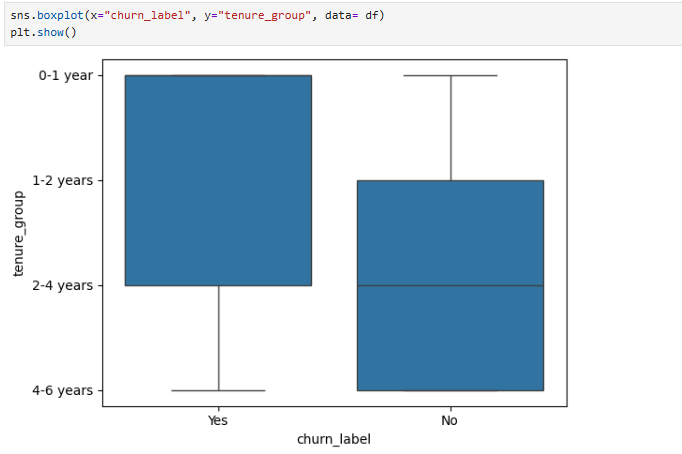 sns.boxplot(x="churn_label", y="tenure_group", data= df)
plt.show()
0-1 year
1-2 years
2-4 years
4-6 years
tenure_group
Yes
No
churn_label